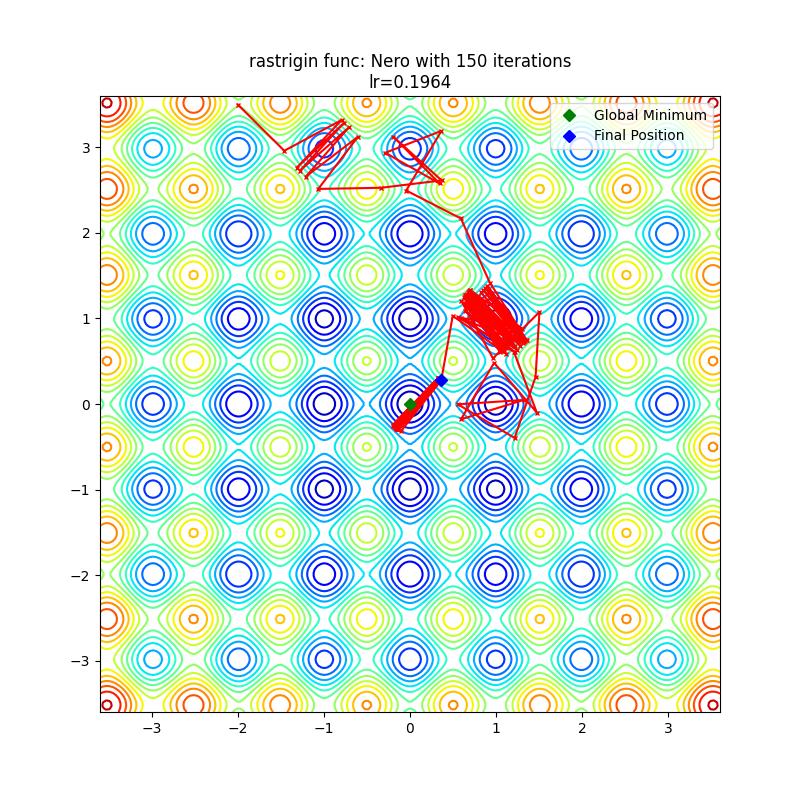 rastrigin func: Nero with 150 iterations
lr=0.1964
Global Minimum
Final Position
3
2
1
0
−1
−2
−3
−3 −2 −1 0 1 2 3